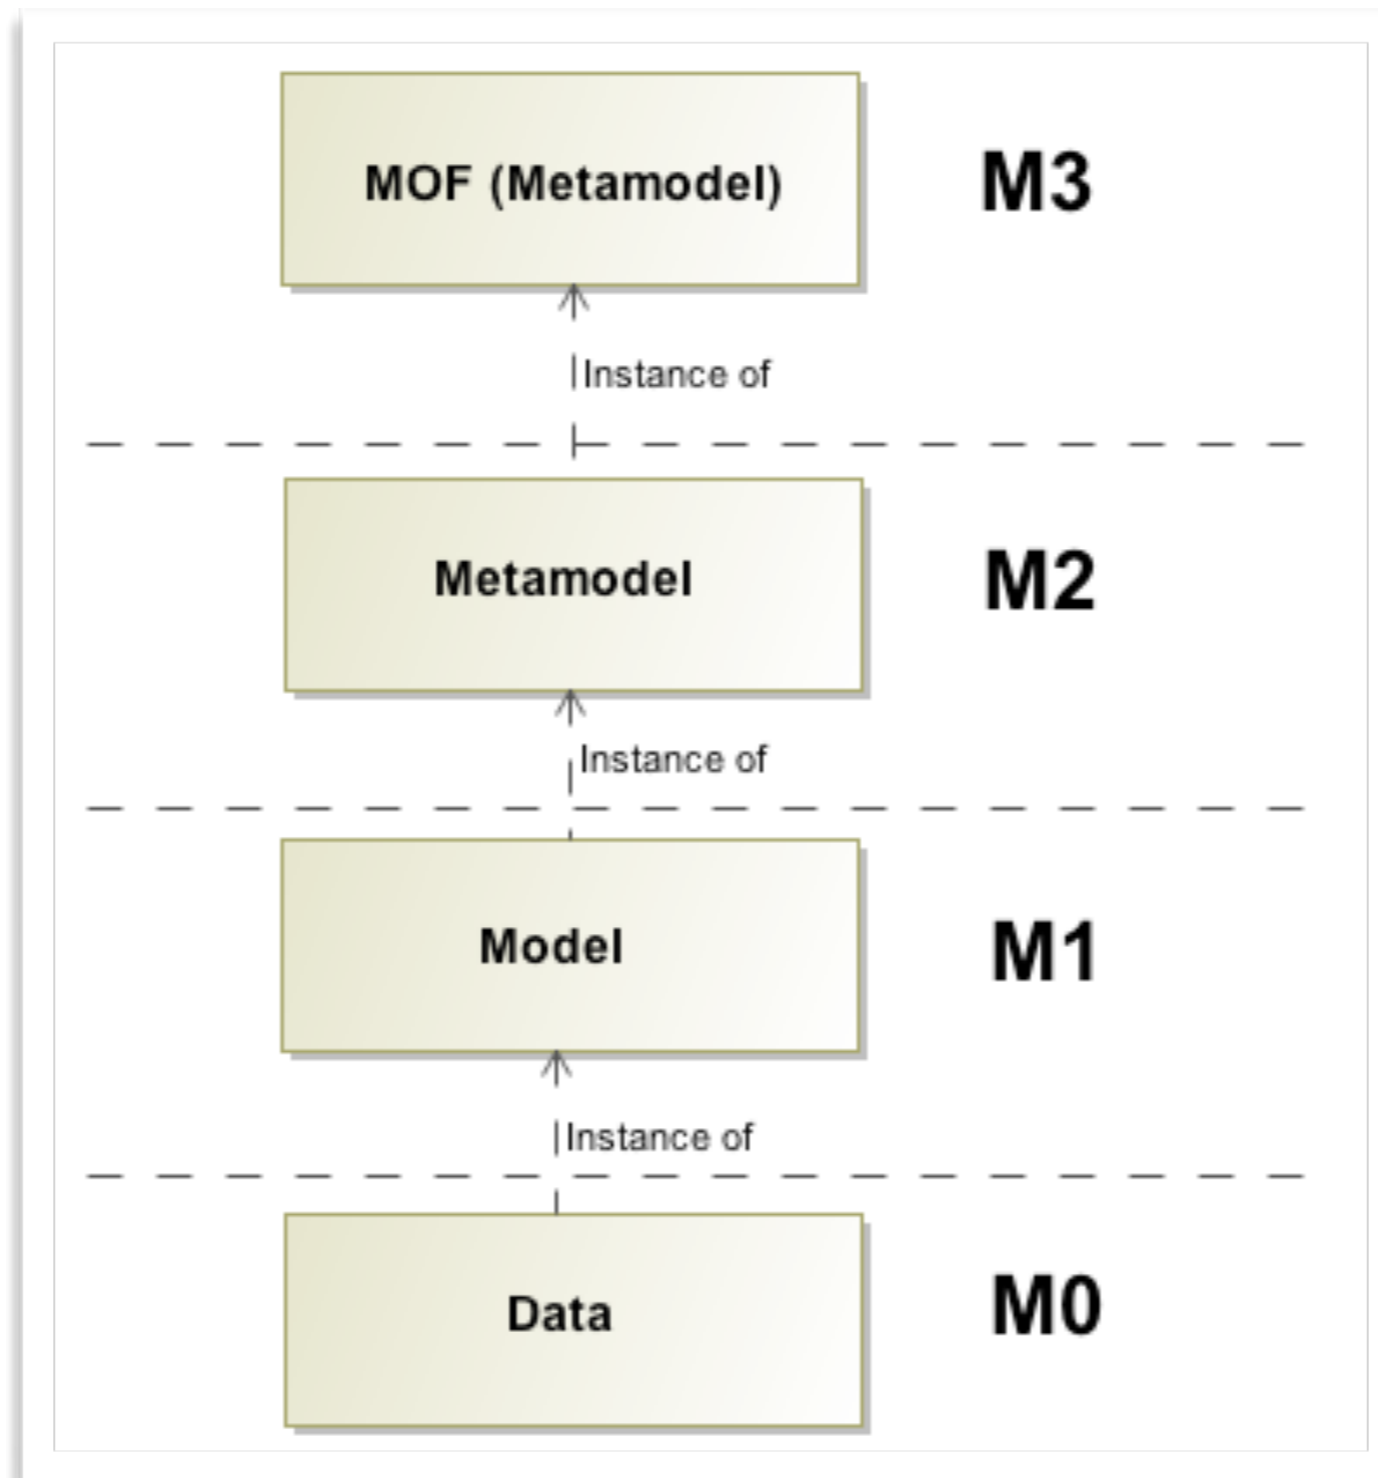 MOF (Metamodel)
M3
Instance of
Metamodel
M2
Instance of
Model
M1
Instance of
Data
M0